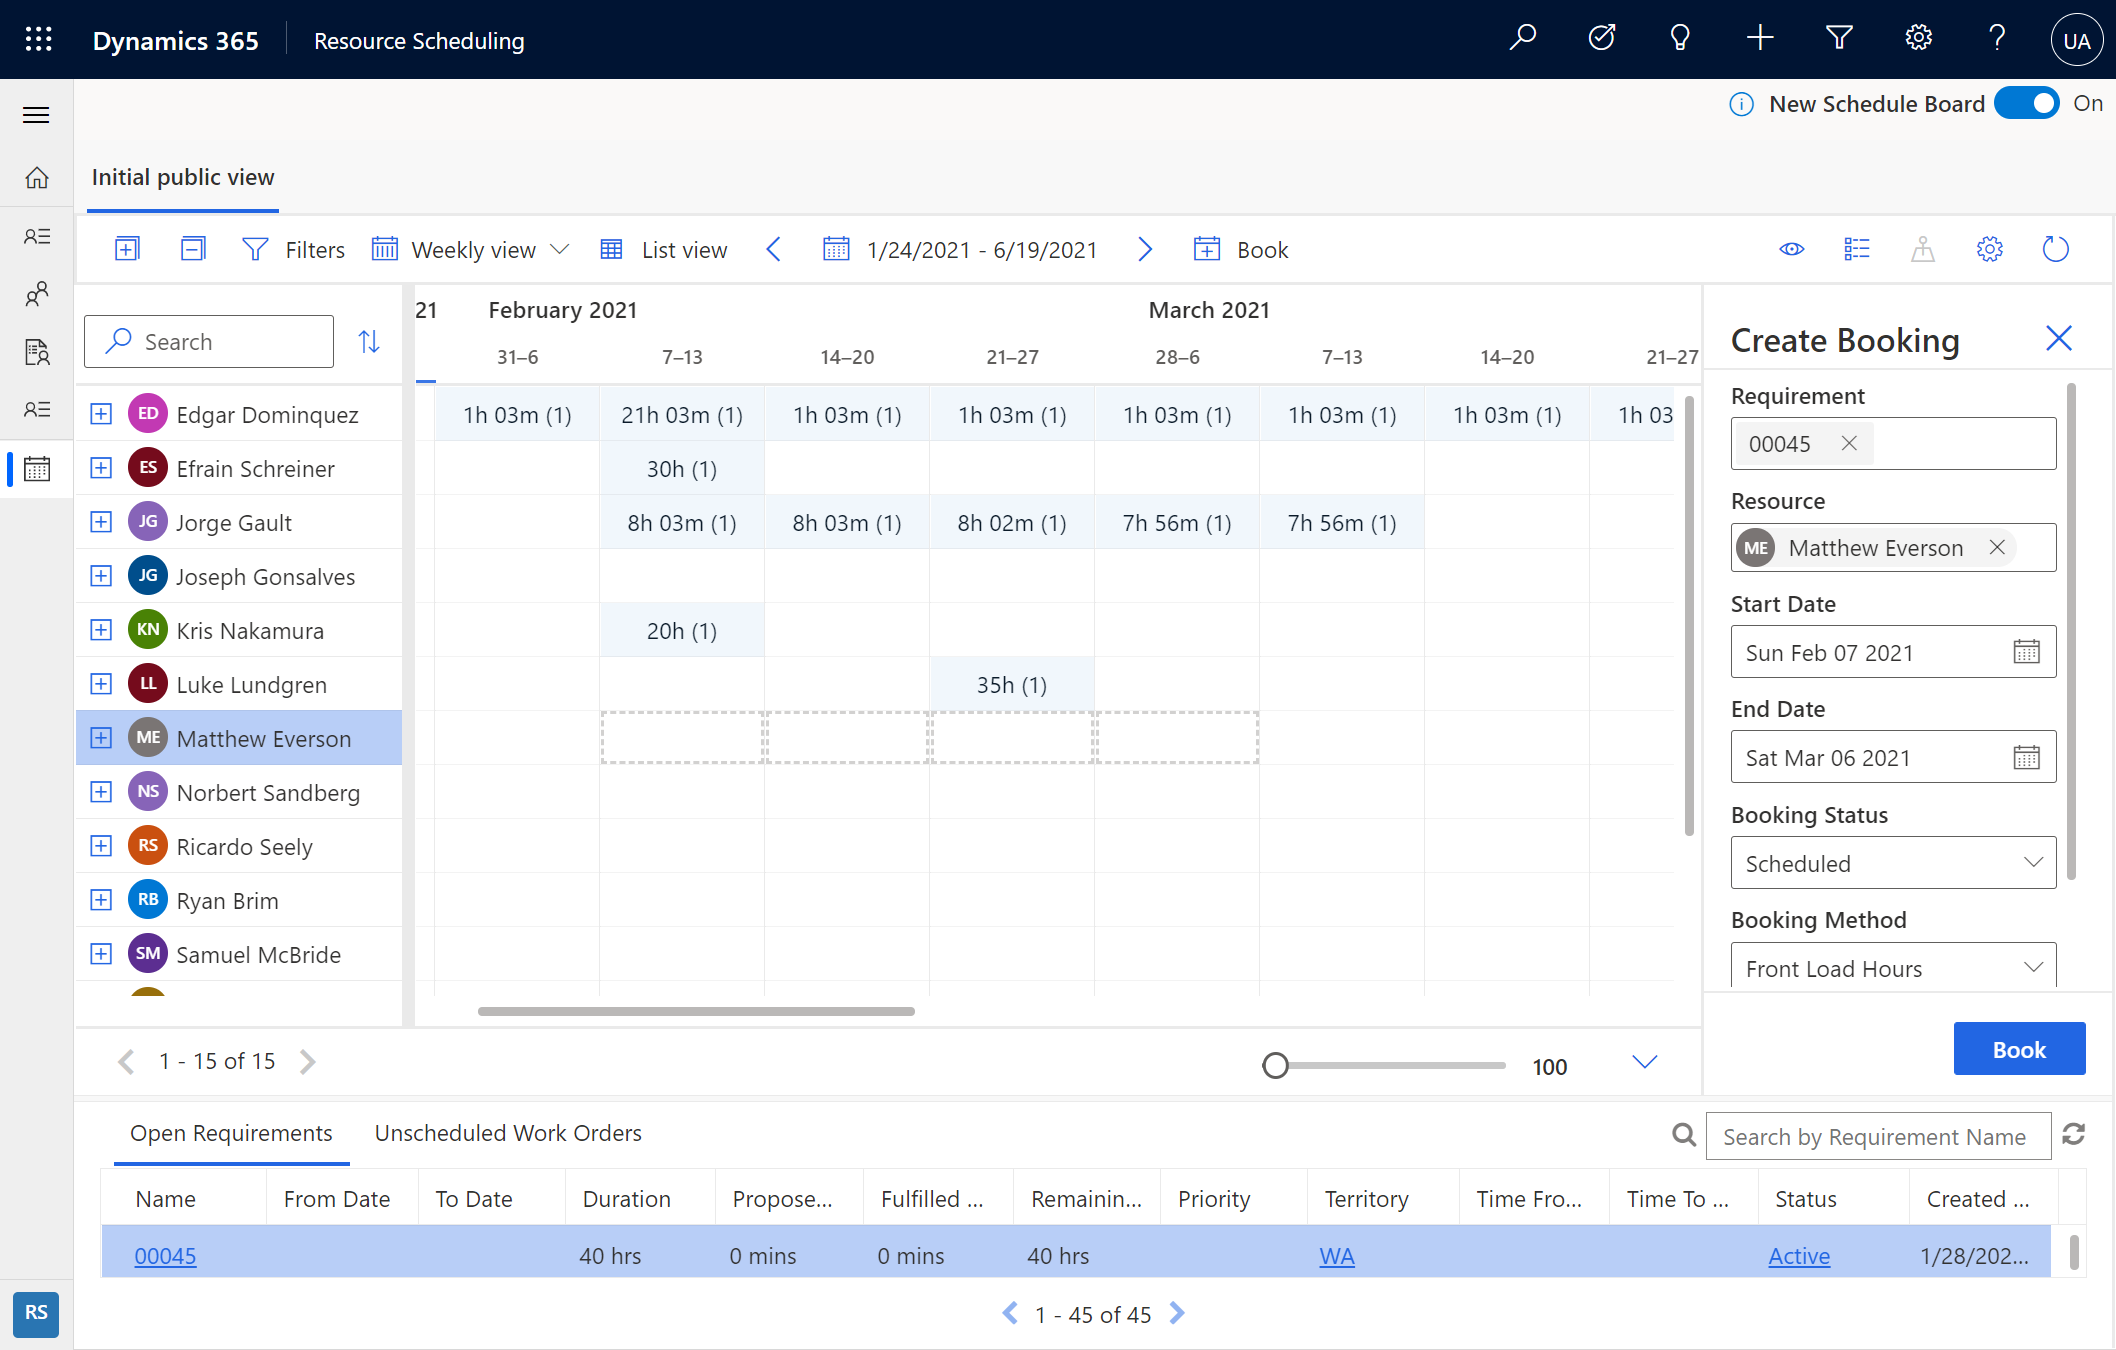 Dynamics 365 Resource Scheduling UA
New Schedule Board On
Initial public view
Filters Weekly view List view 1/24/2021 - 6/19/2021 Book
21 February 2021 March 2021
Search
31–6 7–13 14–20 21–27 28–6 7–13 14–20 21–27
ED Edgar Dominquez 1h 03m (1) 21h 03m (1) 1h 03m (1) 1h 03m (1) 1h 03m (1) 1h 03m (1) 1h 03m (1) 1h 03
ES Efrain Schreiner 30h (1)
JG Jorge Gault 8h 03m (1) 8h 03m (1) 8h 02m (1) 7h 56m (1) 7h 56m (1)
JG Joseph Gonsalves
KN Kris Nakamura 20h (1)
LL Luke Lundgren 35h (1)
ME Matthew Everson
NS Norbert Sandberg
RS Ricardo Seely
RB Ryan Brim
SM Samuel McBride
1 - 15 of 15 100
Create Booking
Requirement
00045
Resource
ME Matthew Everson
Start Date
Sun Feb 07 2021
End Date
Sat Mar 06 2021
Booking Status
Scheduled
Booking Method
Front Load Hours
Book
Open Requirements Unscheduled Work Orders Search by Requirement Name
Name From Date To Date Duration Propose... Fulfilled ... Remainin... Priority Territory Time Fro... Time To ... Status Created ...
00045 40 hrs 0 mins 0 mins 40 hrs WA Active 1/28/202...
1 - 45 of 45
RS